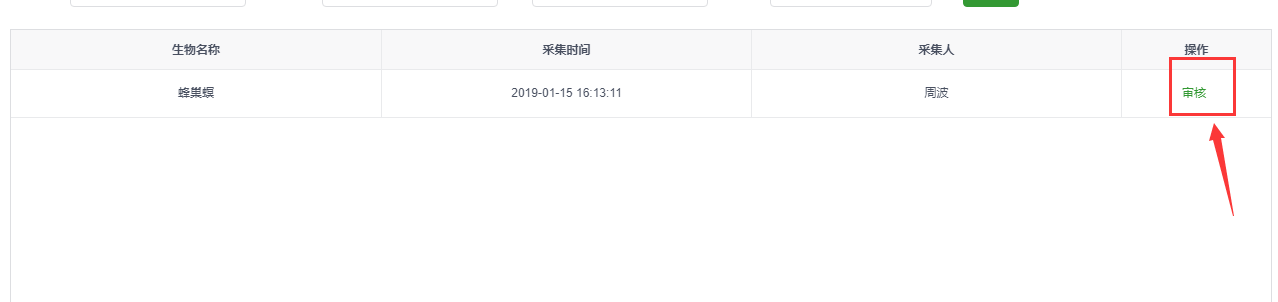 生物名称 采集时间 采集人 操作
蜂巢螟 2019-01-15 16:13:11 周波 审核